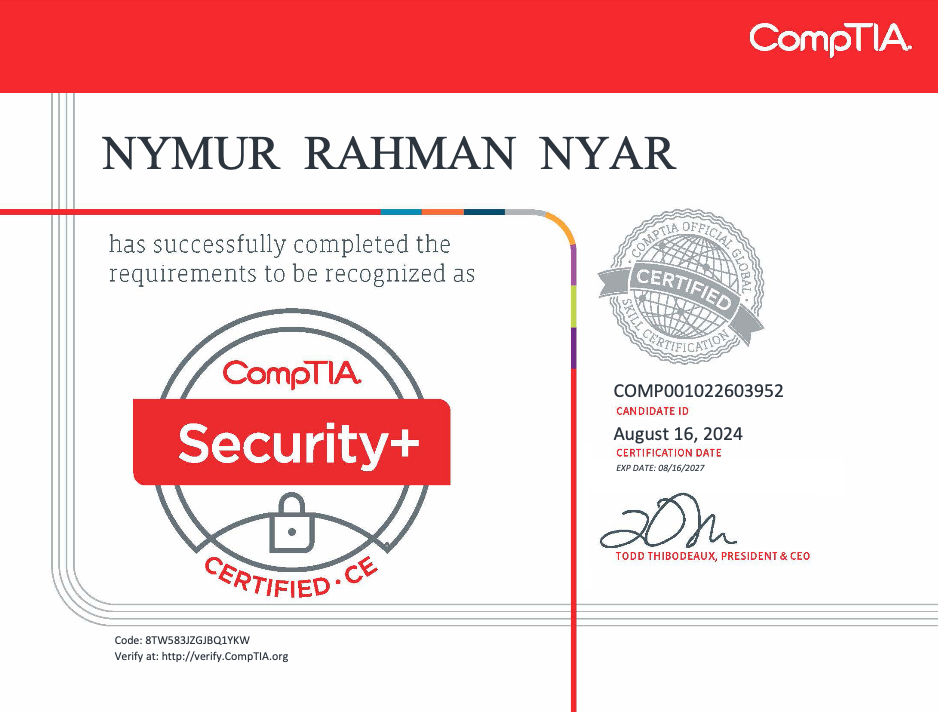 CompTIA.
NYMUR RAHMAN NYAR
has successfully completed the
requirements to be recognized as
COMPTIA OFFICIAL GLOBAL
CERTIFIED
SKILL CERTIFICATION
CompTIA.
Security+
CERTIFIED · CE
COMP001022603952
CANDIDATE ID
August 16, 2024
CERTIFICATION DATE
EXP DATE: 08/16/2027
TODD THIBODEAUX, PRESIDENT & CEO
Code: 8TW583JZGJBQ1YKW
Verify at: http://verify.CompTIA.org